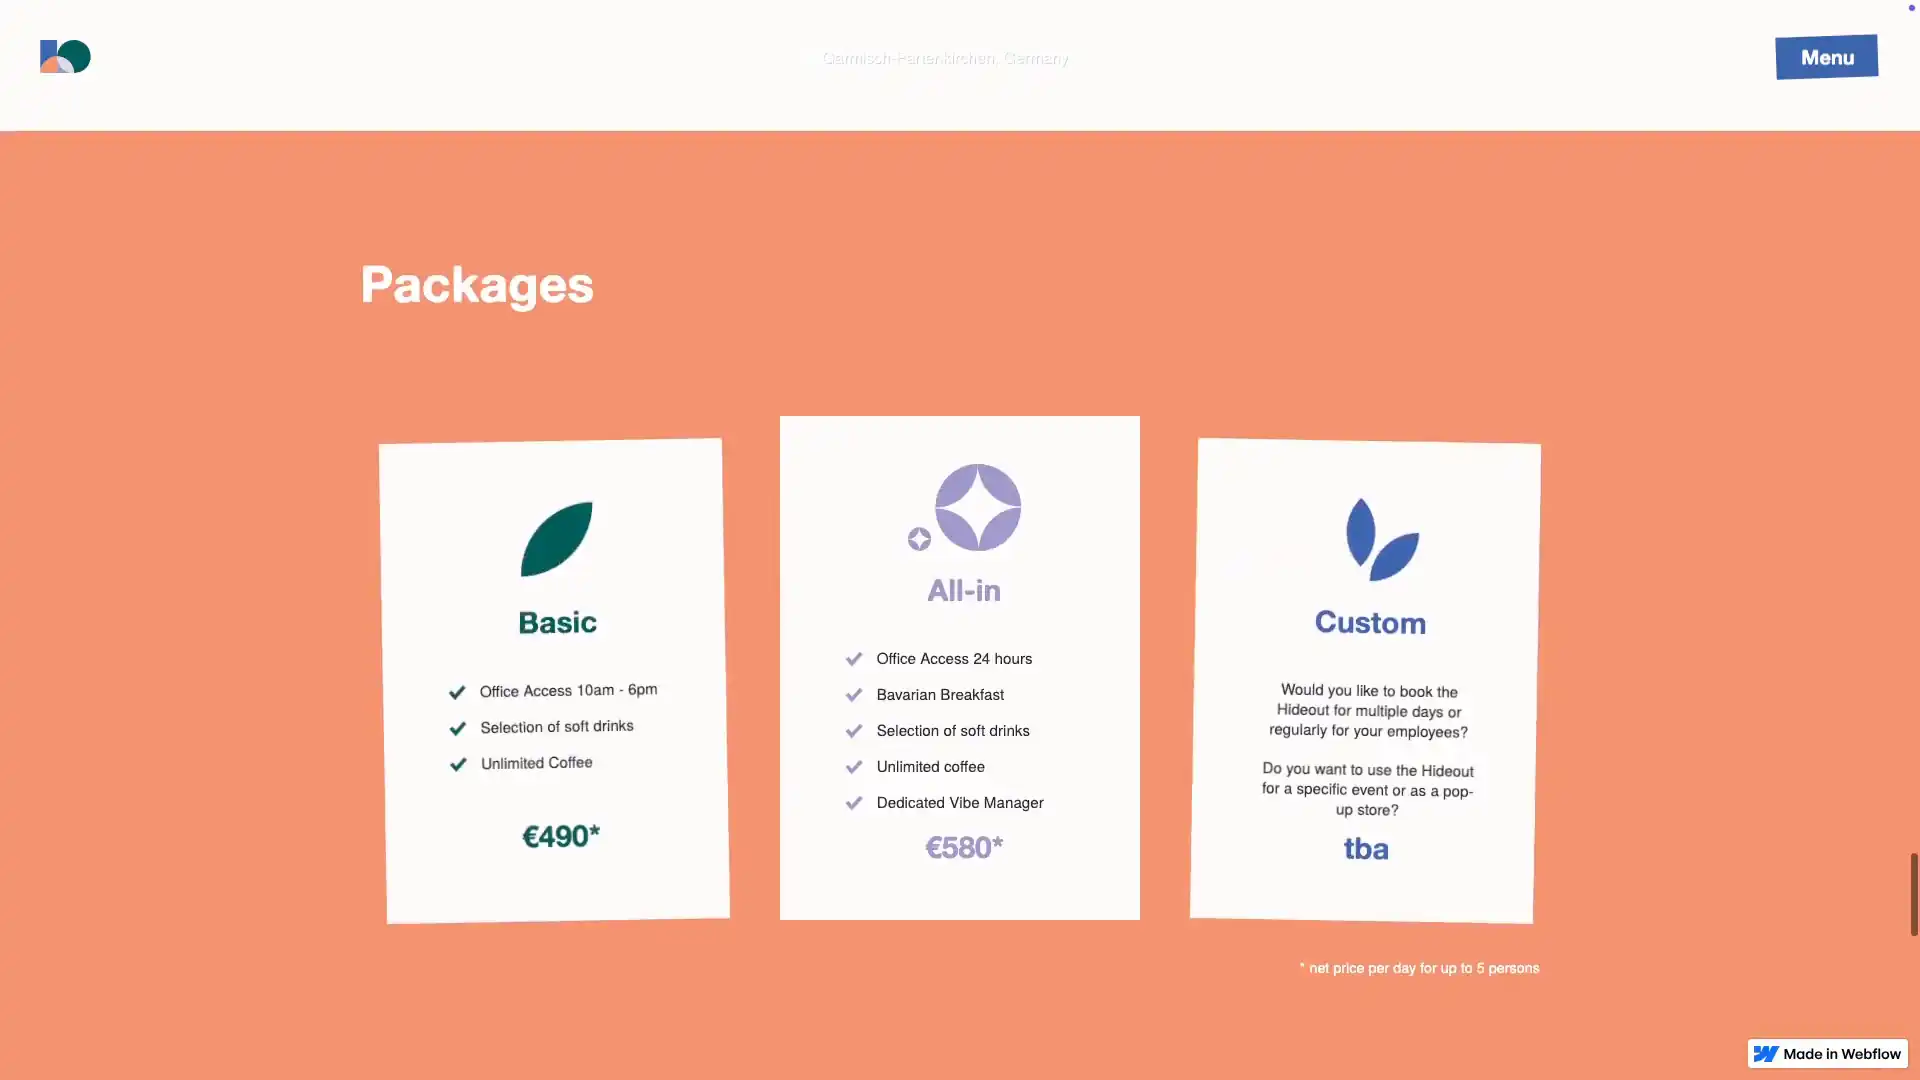 Garmisch-Partenkirchen, Germany
Menu
Packages
Basic
Office Access 10am - 6pm
Selection of soft drinks
Unlimited Coffee
€490*
All-in
Office Access 24 hours
Bavarian Breakfast
Selection of soft drinks
Unlimited coffee
Dedicated Vibe Manager
€580*
Custom
Would you like to book the
Hideout for multiple days or
regularly for your employees?
Do you want to use the Hideout
for a specific event or as a pop-
up store?
tba
* net price per day for up to 5 persons
Made in Webflow